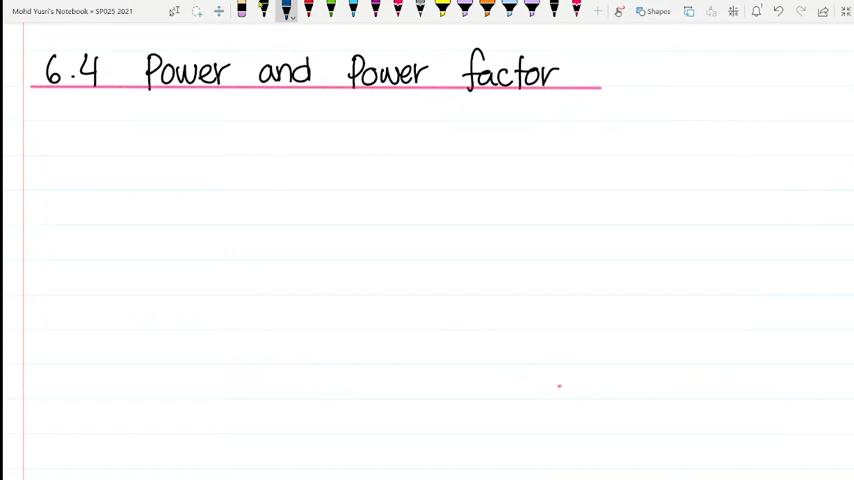 Mohd Yusri's Notebook » SP025 2021
Shapes
6.4 Power and Power factor